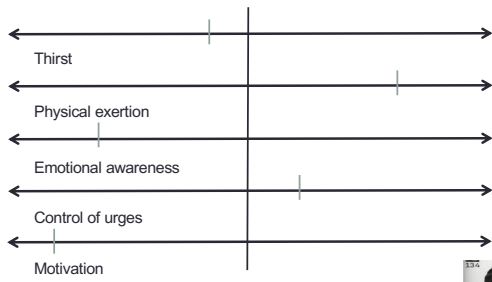 Thirst
Physical exertion
Emotional awareness
Control of urges
Motivation
134